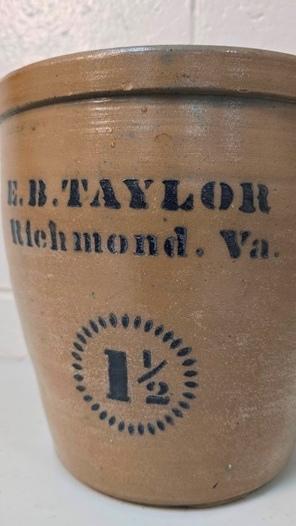 E.B.TAYLOR
Richmond. Va.
1½